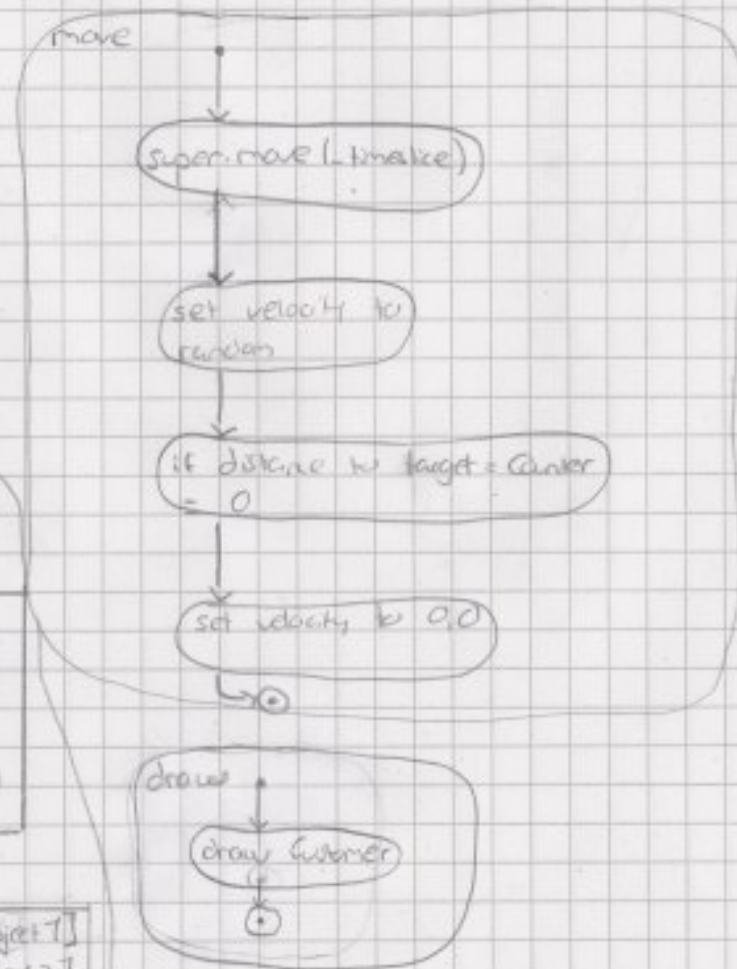 move
super.move(_timeslice)
set velocity to
random
if distance to target = Counter
= 0
set velocity to 0,0
draw
draw Customer